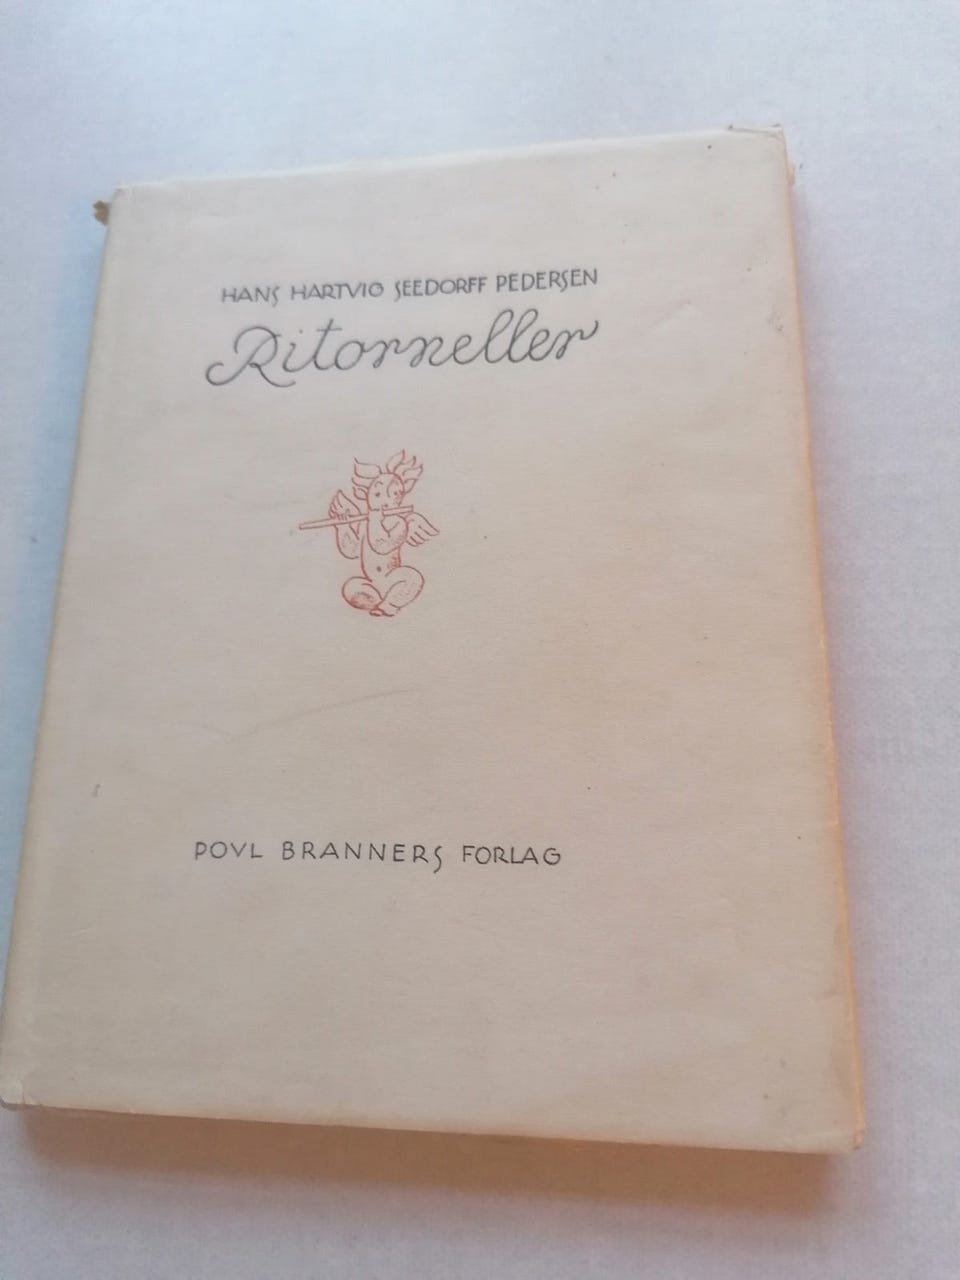 HANS HARTVIG SEEDORFF PEDERSEN
Ritorneller
POVL BRANNERS FORLAG